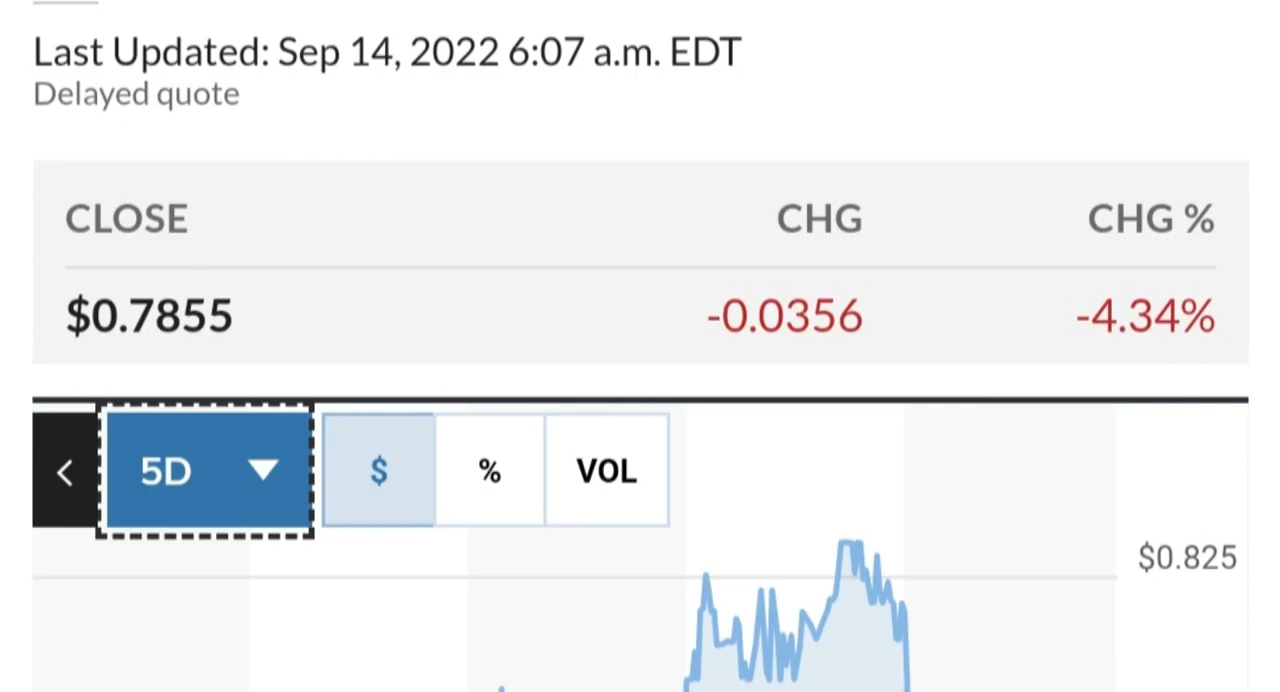 Last Updated: Sep 14, 2022 6:07 a.m. EDT
Delayed quote
CLOSE CHG CHG %
$0.7855 -0.0356 -4.34%
5D $ % VOL
$0.825